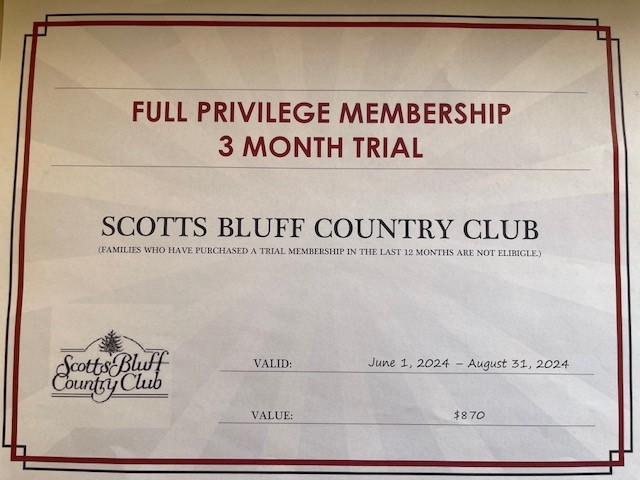 FULL PRIVILEGE MEMBERSHIP
3 MONTH TRIAL
SCOTTS BLUFF COUNTRY CLUB
(FAMILIES WHO HAVE PURCHASED A TRIAL MEMBERSHIP IN THE LAST 12 MONTHS ARE NOT ELIBIGLE.)
Scotts Bluff
Country Club
VALID: June 1, 2024 – August 31, 2024
VALUE: $870